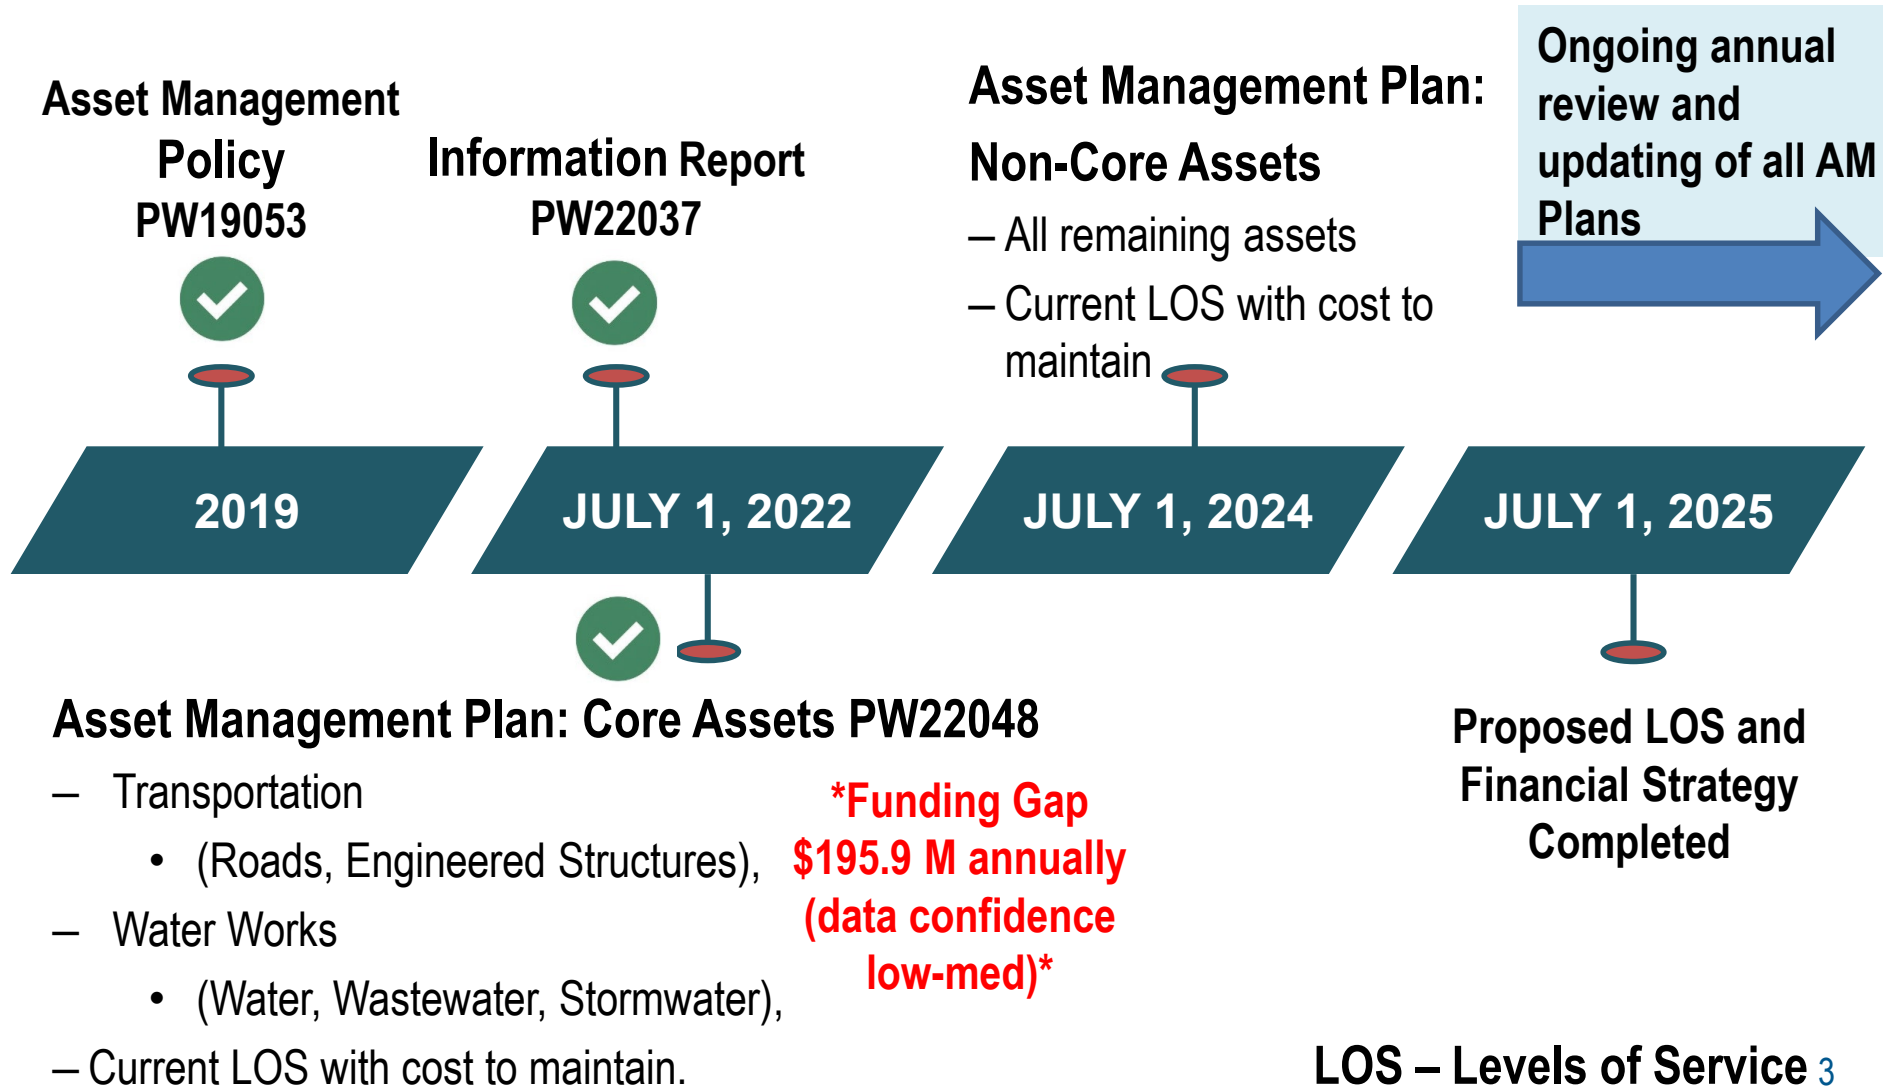 Asset Management
Policy
PW19053
Information Report
PW22037
Asset Management Plan:
Non-Core Assets
– All remaining assets
– Current LOS with cost to
maintain
Ongoing annual
review and
updating of all AM
Plans
2019
JULY 1, 2022
JULY 1, 2024
JULY 1, 2025
Asset Management Plan: Core Assets PW22048
– Transportation
• (Roads, Engineered Structures),
– Water Works
• (Water, Wastewater, Stormwater),
– Current LOS with cost to maintain.
*Funding Gap
$195.9 M annually
(data confidence
low-med)*
Proposed LOS and
Financial Strategy
Completed
LOS – Levels of Service 3